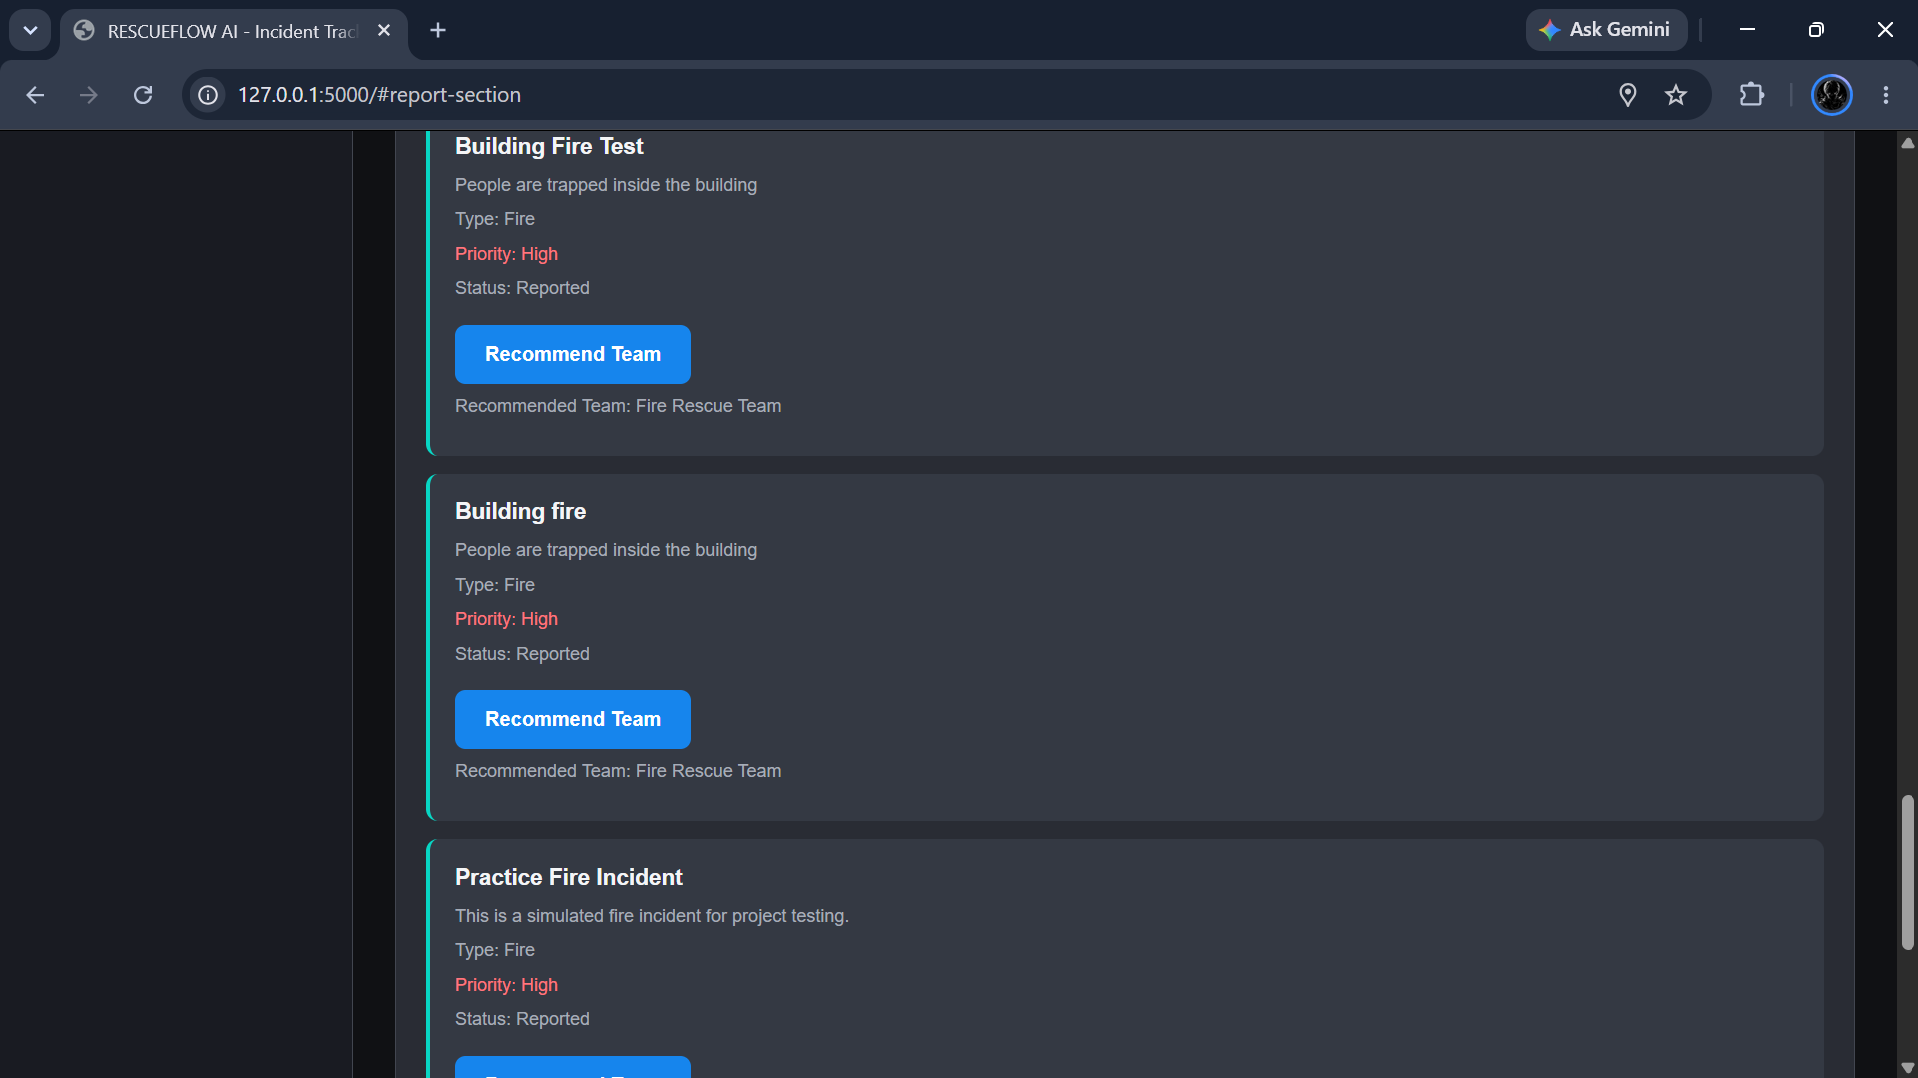 RESCUEFLOW AI - Incident Trac
Ask Gemini
127.0.0.1:5000/#report-section
Building Fire Test
People are trapped inside the building
Type: Fire
Priority: High
Status: Reported
Recommend Team
Recommended Team: Fire Rescue Team
Building fire
People are trapped inside the building
Type: Fire
Priority: High
Status: Reported
Recommend Team
Recommended Team: Fire Rescue Team
Practice Fire Incident
This is a simulated fire incident for project testing.
Type: Fire
Priority: High
Status: Reported